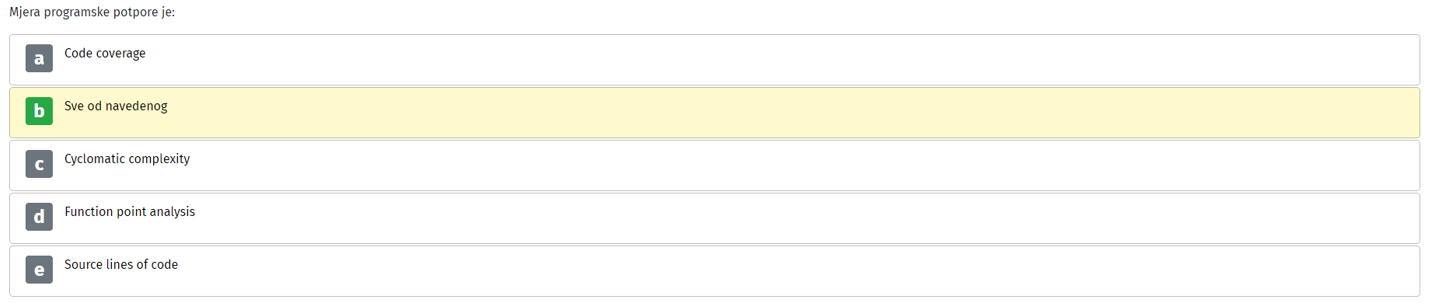 Mjera programske potpore je:
a Code coverage
b Sve od navedenog
c Cyclomatic complexity
d Function point analysis
e Source lines of code